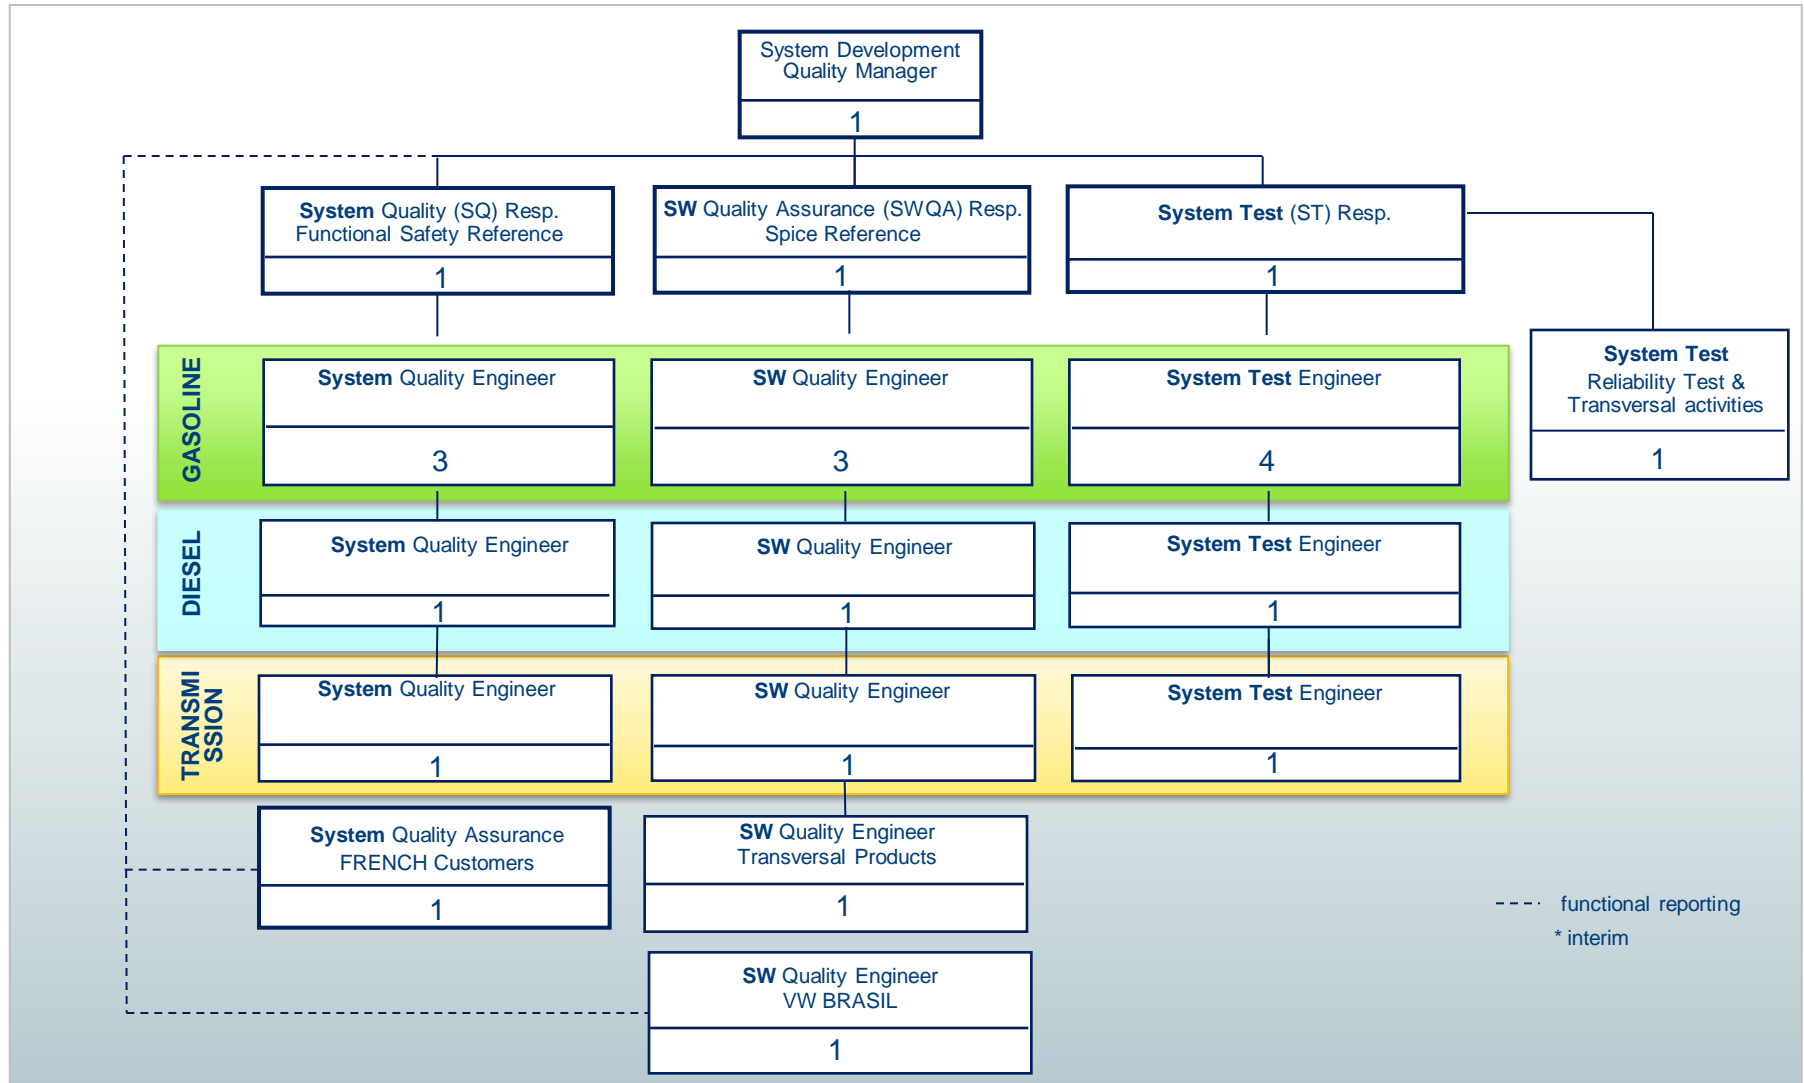 System Development
Quality Manager
1
System Quality (SQ) Resp.
Functional Safety Reference
1
SW Quality Assurance (SWQA) Resp.
Spice Reference
1
System Test (ST) Resp.
1
System Test
Reliability Test &
Transversal activities
1
GASOLINE
System Quality Engineer
3
SW Quality Engineer
3
System Test Engineer
4
DIESEL
System Quality Engineer
1
SW Quality Engineer
1
System Test Engineer
1
TRANSMI
SSION
System Quality Engineer
1
SW Quality Engineer
1
System Test Engineer
1
System Quality Assurance
FRENCH Customers
1
SW Quality Engineer
Transversal Products
1
SW Quality Engineer
VW BRASIL
1
functional reporting
* interim